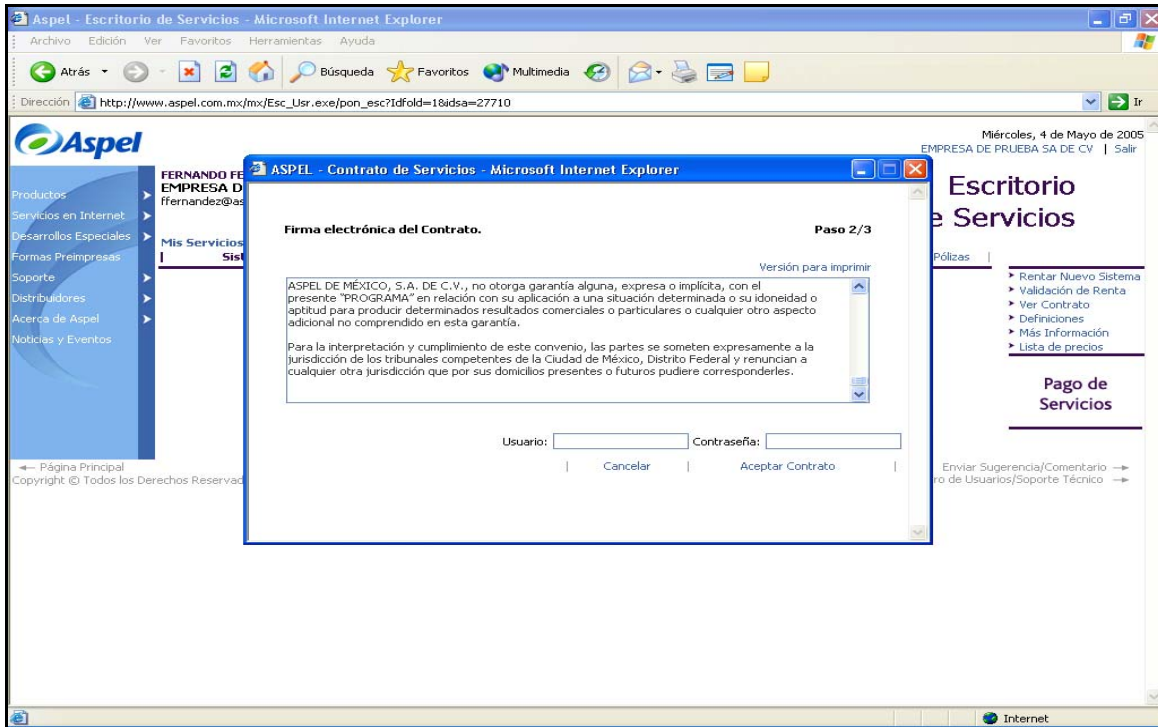 Aspel - Escritorio de Servicios - Microsoft Internet Explorer
Archivo Edición Ver Favoritos Herramientas Ayuda
Atrás Búsqueda Favoritos Multimedia
Dirección http://www.aspel.com.mx/mx/Esc_Usr.exe/pon_esc?Idfold=1&idsa=27710 Ir
Aspel
Miércoles, 4 de Mayo de 2005
EMPRESA DE PRUEBA SA DE CV | Salir
Productos
Servicios en Internet
Desarrollos Especiales
Formas Preimpresas
Soporte
Distribuidores
Acerca de Aspel
Noticias y Eventos
FERNANDO FE
EMPRESA D
ffernandez@as
Mis Servicios
| Sist
Escritorio
e Servicios
Pólizas |
ASPEL - Contrato de Servicios - Microsoft Internet Explorer
Firma electrónica del Contrato. Paso 2/3
Versión para imprimir
ASPEL DE MÉXICO, S.A. DE C.V., no otorga garantía alguna, expresa o implícita, con el
presente "PROGRAMA" en relación con su aplicación a una situación determinada o su idoneidad o
aptitud para producir determinados resultados comerciales o particulares o cualquier otro aspecto
adicional no comprendido en esta garantía.
Para la interpretación y cumplimiento de este convenio, las partes se someten expresamente a la
jurisdicción de los tribunales competentes de la Ciudad de México, Distrito Federal y renuncian a
cualquier otra jurisdicción que por sus domicilios presentes o futuros pudiere corresponderles.
Usuario: Contraseña:
| Cancelar | Aceptar Contrato |
Rentar Nuevo Sistema
Validación de Renta
Ver Contrato
Definiciones
Más Información
Lista de precios
Pago de
Servicios
Página Principal
Copyright © Todos los Derechos Reservad
Enviar Sugerencia/Comentario
ro de Usuarios/Soporte Técnico
Internet